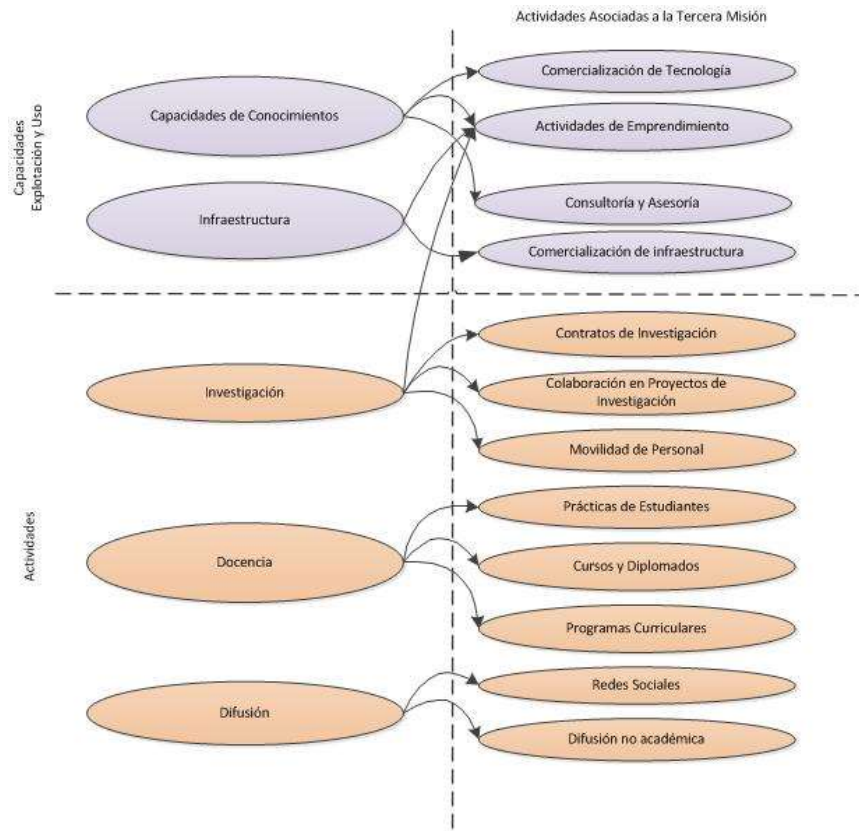 Actividades Asociadas a la Tercera Misión
Capacidades
Explotación y Uso
Capacidades de Conocimientos
Infraestructura
Comercialización de Tecnología
Actividades de Emprendimiento
Consultoría y Asesoría
Comercialización de infraestructura
Actividades
Investigación
Docencia
Difusión
Contratos de Investigación
Colaboración en Proyectos de
Investigación
Movilidad de Personal
Prácticas de Estudiantes
Cursos y Diplomados
Programas Curriculares
Redes Sociales
Difusión no académica